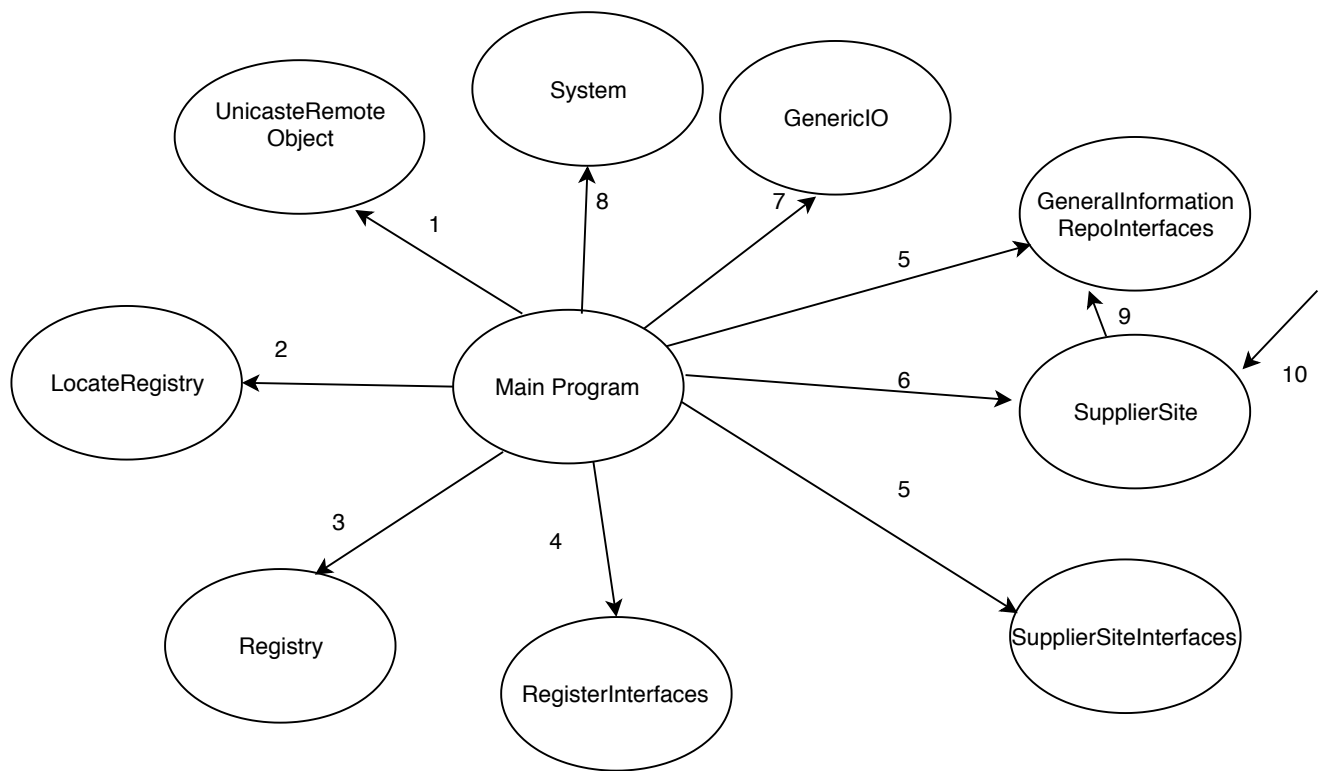 System
UnicasteRemote
Object
GenericIO
GeneralInformation
RepoInterfaces
1
8
7
5
9
2
LocateRegistry
Main Program
6
10
SupplierSite
3
4
5
Registry
RegisterInterfaces
SupplierSiteInterfaces